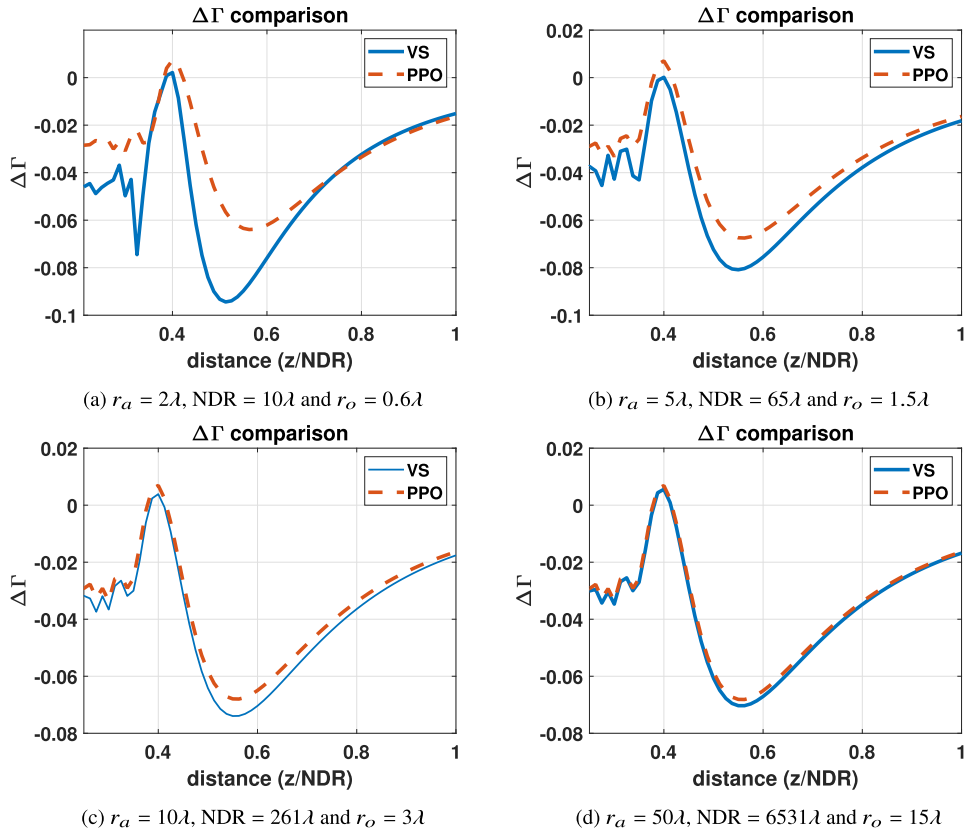 ΔΓ comparison
VS
PPO
0
-0.02
-0.04
-0.06
-0.08
-0.1
ΔΓ
0.4
0.6
0.8
1
distance (z/NDR)
(a) r_a = 2λ, NDR = 10λ and r_o = 0.6λ
ΔΓ comparison
VS
PPO
0.02
0
-0.02
-0.04
-0.06
-0.08
-0.1
ΔΓ
0.4
0.6
0.8
1
distance (z/NDR)
(b) r_a = 5λ, NDR = 65λ and r_o = 1.5λ
ΔΓ comparison
VS
PPO
0.02
0
-0.02
-0.04
-0.06
-0.08
ΔΓ
0.4
0.6
0.8
1
distance (z/NDR)
(c) r_a = 10λ, NDR = 261λ and r_o = 3λ
ΔΓ comparison
VS
PPO
0.02
0
-0.02
-0.04
-0.06
-0.08
ΔΓ
0.4
0.6
0.8
1
distance (z/NDR)
(d) r_a = 50λ, NDR = 6531λ and r_o = 15λ